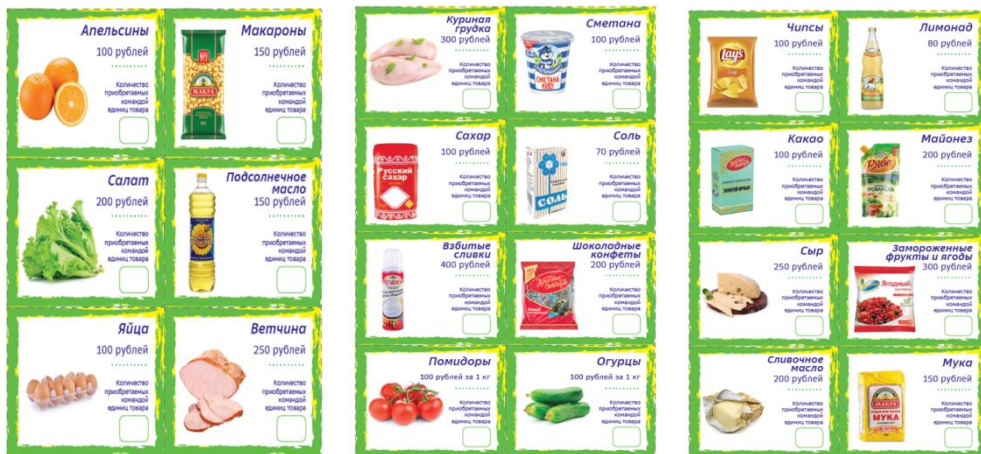 Апельсины
100 рублей
Количество
приобретаемых
командой
единиц товара
Макароны
150 рублей
Количество
приобретаемых
командой
единиц товара
МАКФА
Салат
200 рублей
Количество
приобретаемых
командой
единиц товара
Подсолнечное
масло
150 рублей
Количество
приобретаемых
командой
единиц товара
Яйца
100 рублей
Количество
приобретаемых
командой
единиц товара
Ветчина
250 рублей
Количество
приобретаемых
командой
единиц товара
Куриная
грудка
300 рублей
Количество
приобретаемых
командой
единиц товара
Сметана
100 рублей
Количество
приобретаемых
командой
единиц товара
СМЕТАНА
Сахар
100 рублей
Количество
приобретаемых
командой
единиц товара
Русский
сахар
Соль
70 рублей
Количество
приобретаемых
командой
единиц товара
СОЛЬ
Взбитые
сливки
400 рублей
Количество
приобретаемых
командой
единиц товара
Шоколадные
конфеты
200 рублей
Количество
приобретаемых
командой
единиц товара
Помидоры
100 рублей за 1 кг
Количество
приобретаемых
командой
единиц товара
Огурцы
100 рублей за 1 кг
Количество
приобретаемых
командой
единиц товара
Чипсы
100 рублей
Количество
приобретаемых
командой
единиц товара
Lay's
Лимонад
80 рублей
Количество
приобретаемых
командой
единиц товара
Какао
100 рублей
Количество
приобретаемых
командой
единиц товара
Майонез
200 рублей
Количество
приобретаемых
командой
единиц товара
Сыр
250 рублей
Количество
приобретаемых
командой
единиц товара
Замороженные
фрукты и ягоды
300 рублей
Количество
приобретаемых
командой
единиц товара
Ягодный
Сливочное
масло
200 рублей
Количество
приобретаемых
командой
единиц товара
Мука
150 рублей
Количество
приобретаемых
командой
единиц товара
МАКФА
МУКА